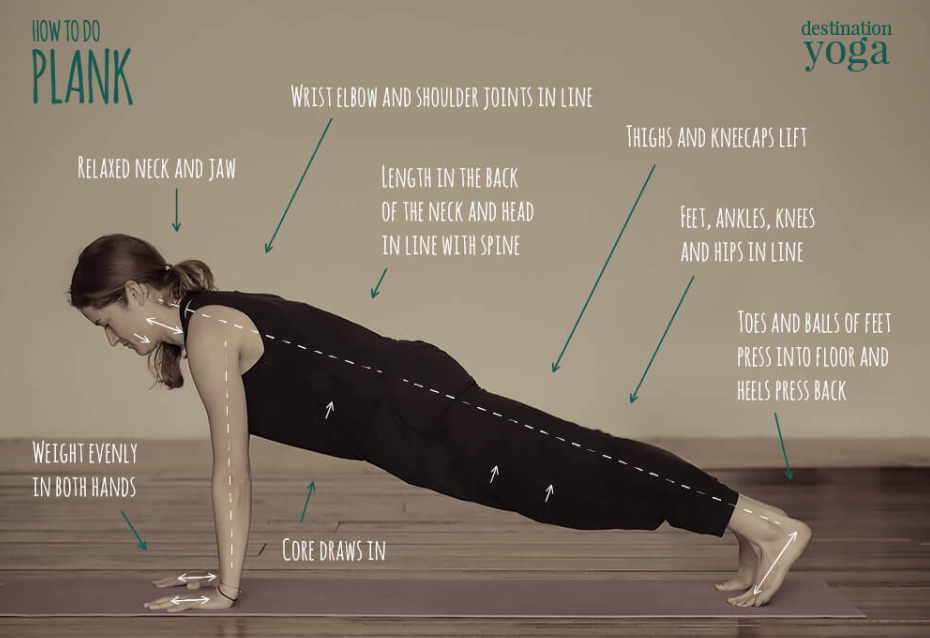 HOW TO DO
PLANK
destination
yoga
WRIST ELBOW AND SHOULDER JOINTS IN LINE
THIGHS AND KNEECAPS LIFT
RELAXED NECK AND JAW
LENGTH IN THE BACK
OF THE NECK AND HEAD
IN LINE WITH SPINE
FEET, ANKLES, KNEES
AND HIPS IN LINE
TOES AND BALLS OF FEET
PRESS INTO FLOOR AND
HEELS PRESS BACK
WEIGHT EVENLY
IN BOTH HANDS
CORE DRAWS IN